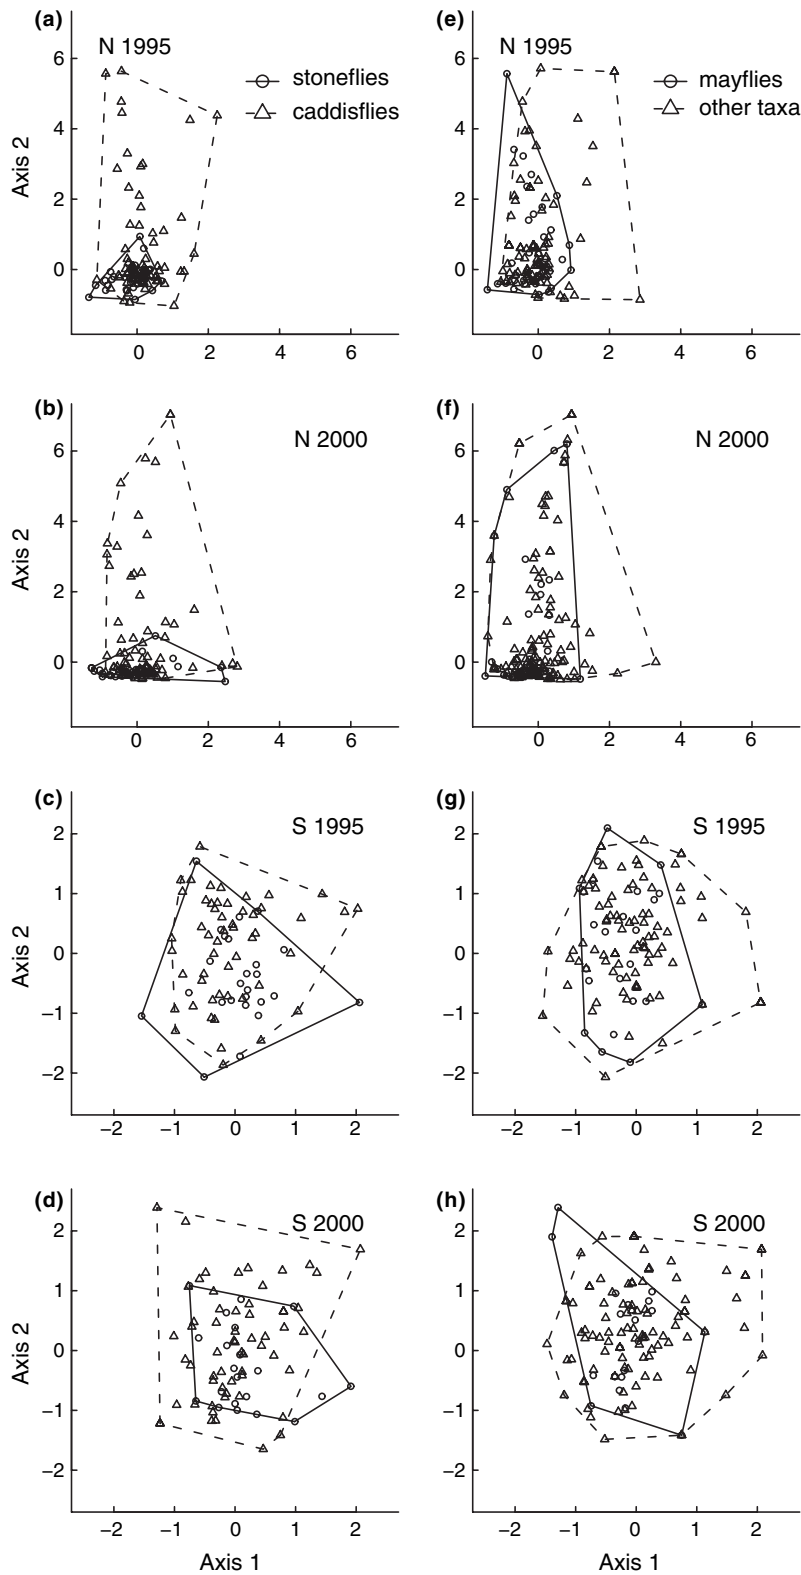 (a)
N 1995
stoneflies
caddisflies
Axis 2
6
4
2
0
0
2
4
6
(e)
N 1995
mayflies
other taxa
6
4
2
0
0
2
4
6
(b)
N 2000
Axis 2
6
4
2
0
0
2
4
6
(f)
N 2000
6
4
2
0
0
2
4
6
(c)
S 1995
Axis 2
2
1
0
−1
−2
−2
−1
0
1
2
(g)
S 1995
2
1
0
−1
−2
−2
−1
0
1
2
(d)
S 2000
Axis 2
2
1
0
−1
−2
−2
−1
0
1
2
Axis 1
(h)
S 2000
2
1
0
−1
−2
−2
−1
0
1
2
Axis 1